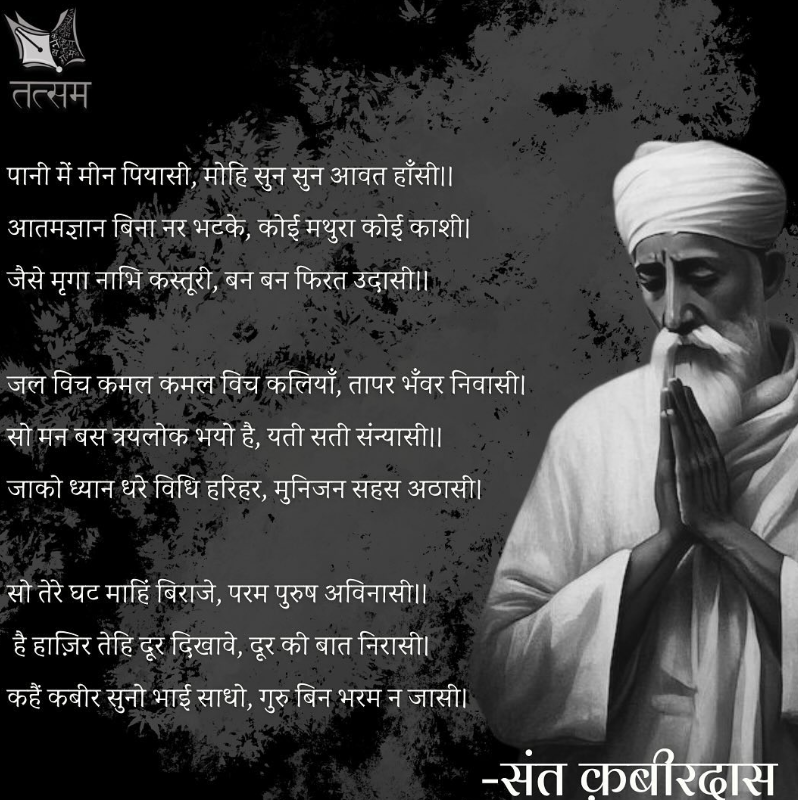 तत्सम
पानी में मीन पियासी, मोहि सुन सुन आवत हाँसी॥
आतमज्ञान बिना नर भटके, कोई मथुरा कोई काशी।
जैसे मृगा नाभि कस्तूरी, बन बन फिरत उदासी॥
जल विच कमल कमल विच कलियाँ, तापर भँवर निवासी।
सो मन बस त्रयलोक भयो है, यती सती संन्यासी॥
जाको ध्यान धरे विधि हरिहर, मुनिजन सहस अठासी।
सो तेरे घट माहिं बिराजे, परम पुरुष अविनासी॥
है हाज़िर तेहि दूर दिखावे, दूर की बात निरासी।
कहैं कबीर सुनो भाई साधो, गुरु बिन भरम न जासी।
-संत क़बीरदास